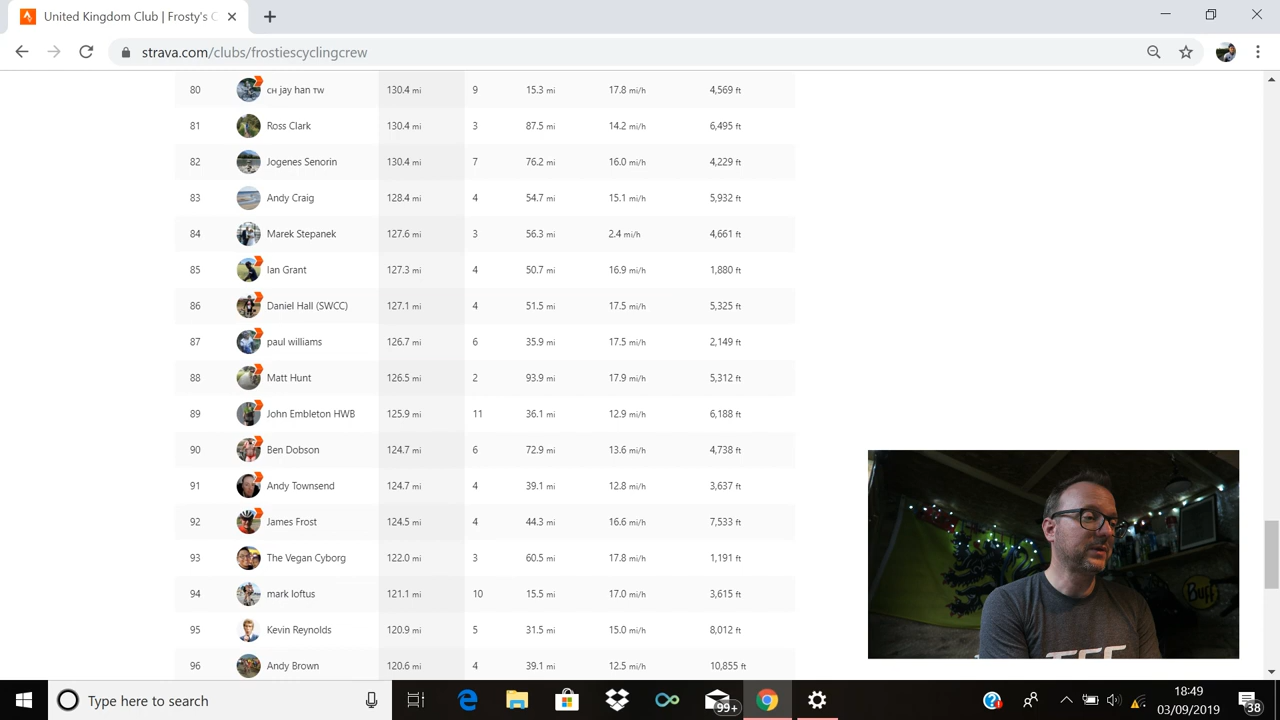 United Kingdom Club | Frosty's C
strava.com/clubs/frostiescyclingcrew
80 cн jay han тw 130.4 mi 9 15.3 mi 17.8 mi/h 4,569 ft
81 Ross Clark 130.4 mi 3 87.5 mi 14.2 mi/h 6,495 ft
82 Jogenes Senorin 130.4 mi 7 76.2 mi 16.0 mi/h 4,229 ft
83 Andy Craig 128.4 mi 4 54.7 mi 15.1 mi/h 5,932 ft
84 Marek Stepanek 127.6 mi 3 56.3 mi 2.4 mi/h 4,661 ft
85 Ian Grant 127.3 mi 4 50.7 mi 16.9 mi/h 1,880 ft
86 Daniel Hall (SWCC) 127.1 mi 4 51.5 mi 17.5 mi/h 5,325 ft
87 paul williams 126.7 mi 6 35.9 mi 17.5 mi/h 2,149 ft
88 Matt Hunt 126.5 mi 2 93.9 mi 17.9 mi/h 5,312 ft
89 John Embleton HWB 125.9 mi 11 36.1 mi 12.9 mi/h 6,188 ft
90 Ben Dobson 124.7 mi 6 72.9 mi 13.6 mi/h 4,738 ft
91 Andy Townsend 124.7 mi 4 39.1 mi 12.8 mi/h 3,637 ft
92 James Frost 124.5 mi 4 44.3 mi 16.6 mi/h 7,533 ft
93 The Vegan Cyborg 122.0 mi 3 60.5 mi 17.8 mi/h 1,191 ft
94 mark loftus 121.1 mi 10 15.5 mi 17.0 mi/h 3,615 ft
95 Kevin Reynolds 120.9 mi 5 31.5 mi 15.0 mi/h 8,012 ft
96 Andy Brown 120.6 mi 4 39.1 mi 12.5 mi/h 10,855 ft
BUFF
Type here to search
99+
18:49
03/09/2019
38